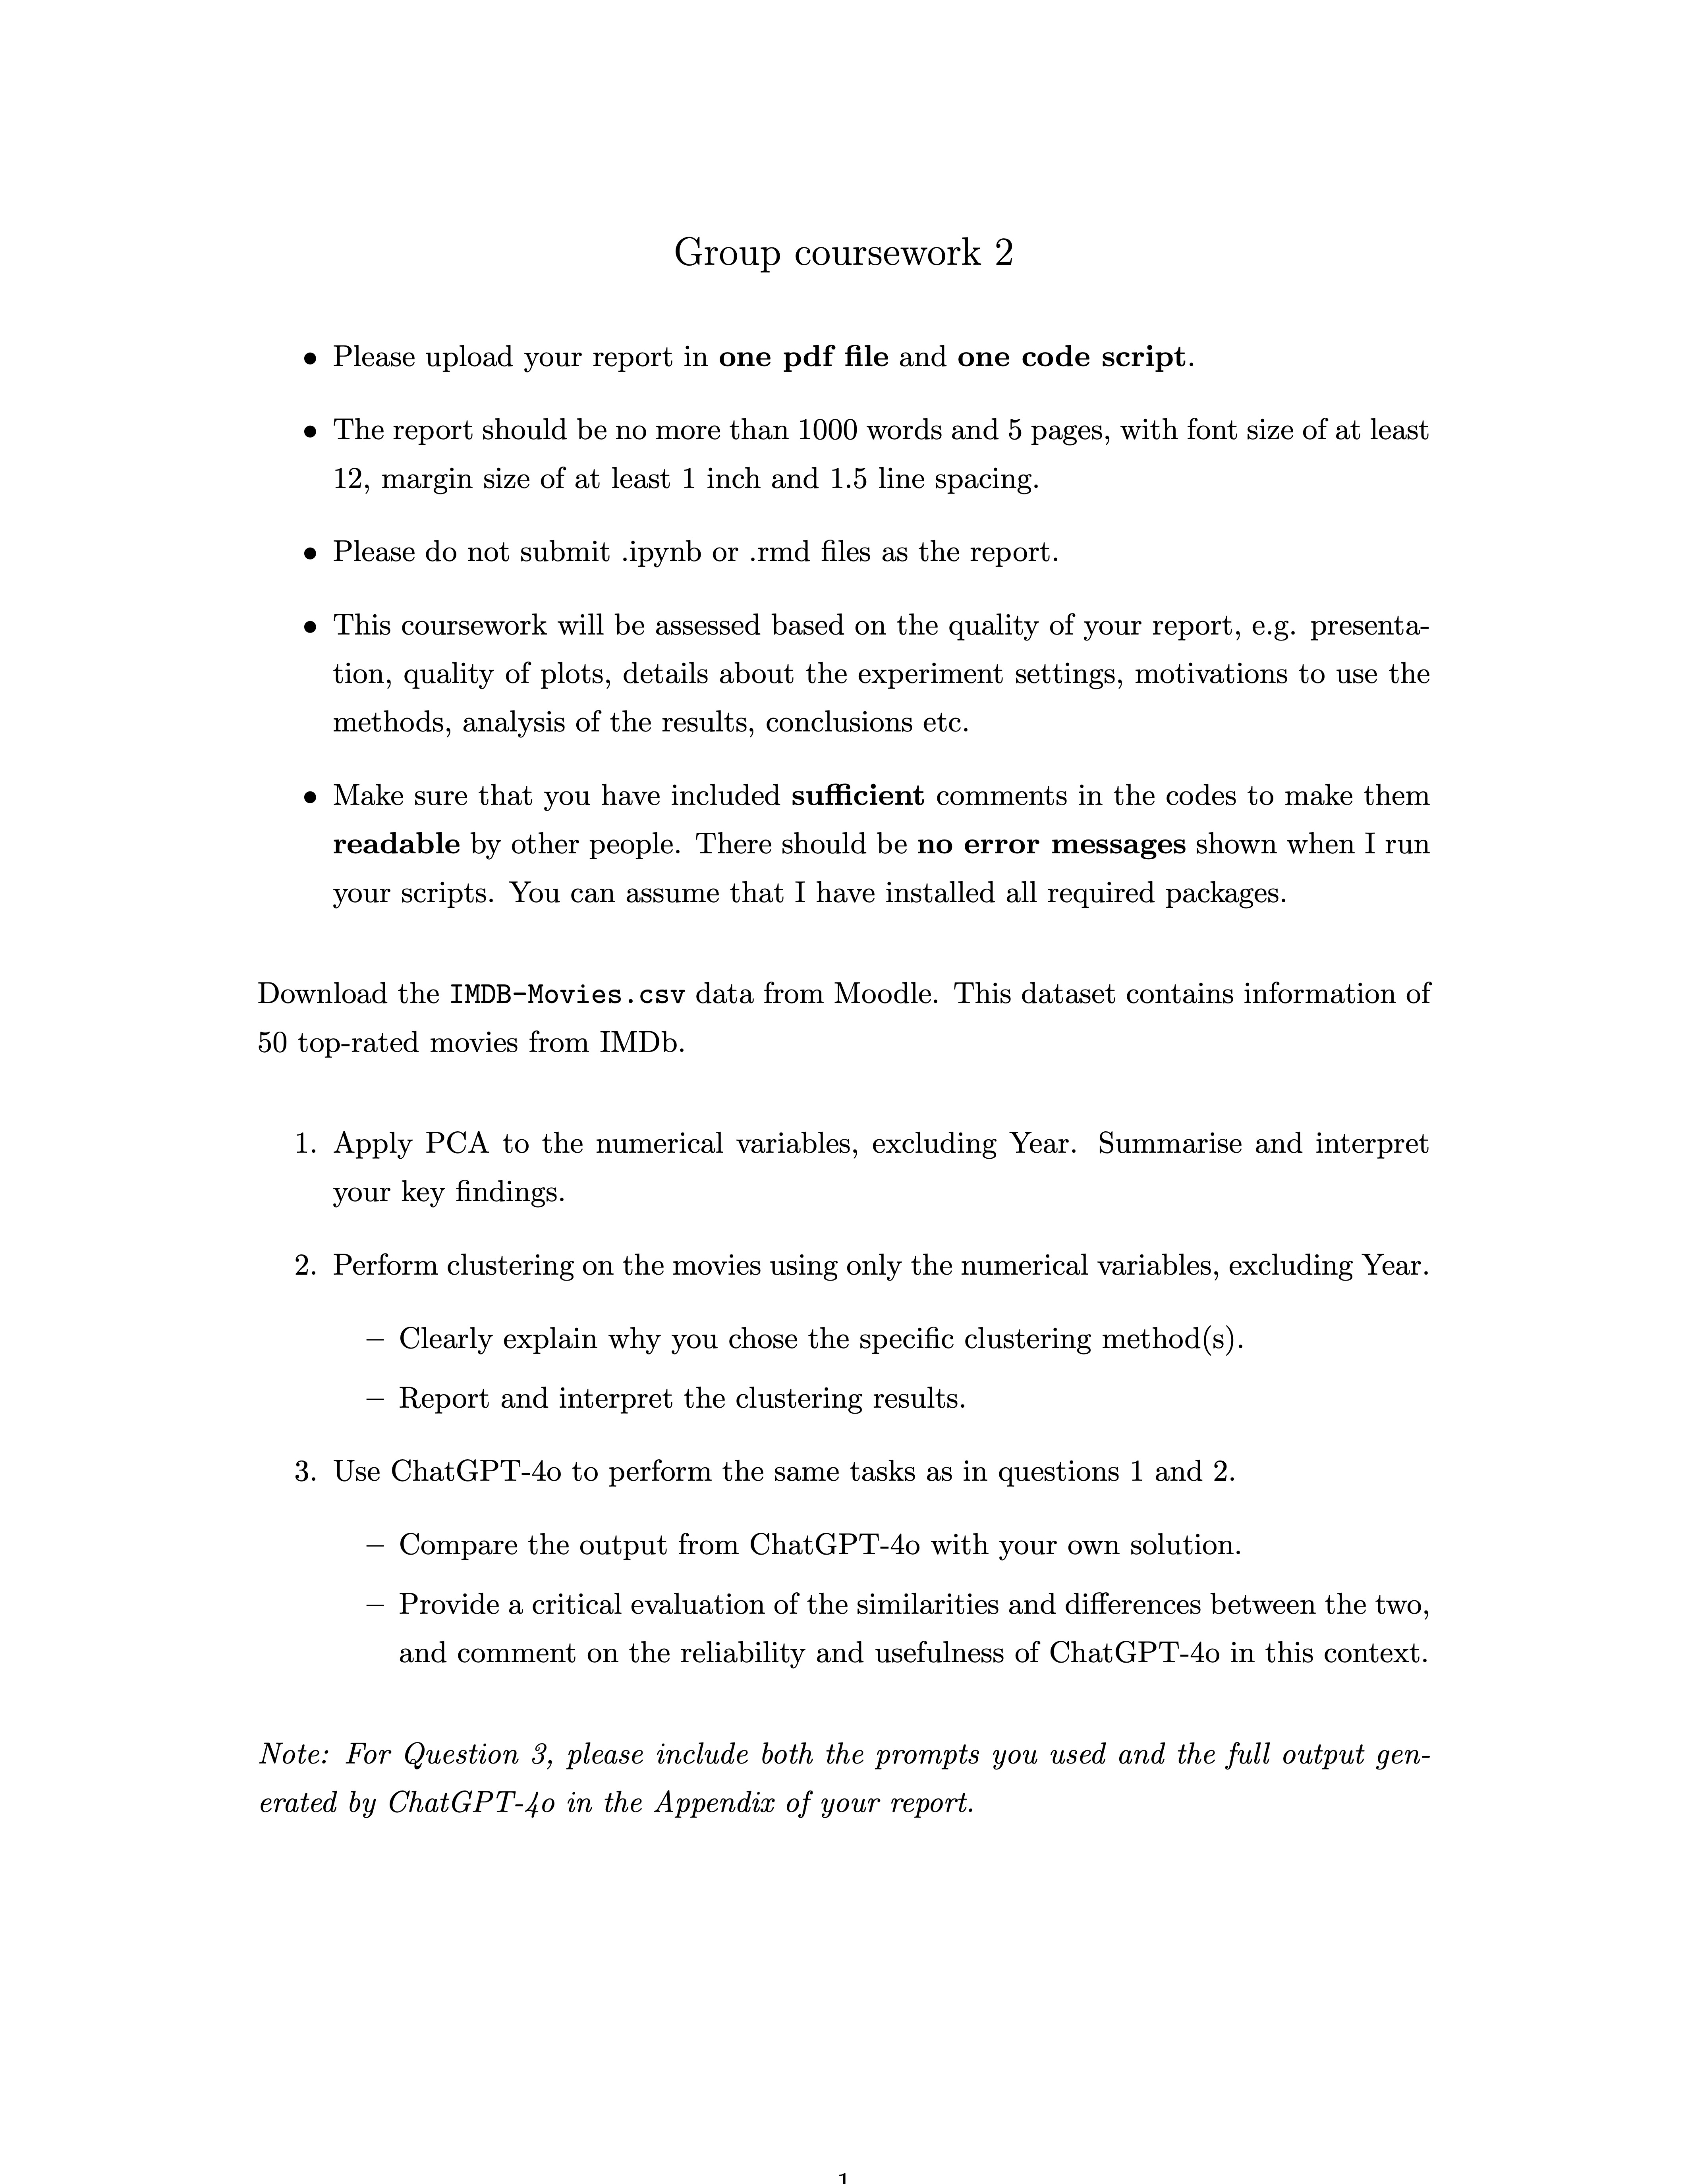 Group coursework 2
• Please upload your report in one pdf file and one code script.
• The report should be no more than 1000 words and 5 pages, with font size of at least
12, margin size of at least 1 inch and 1.5 line spacing.
• Please do not submit .ipynb or .rmd files as the report.
• This coursework will be assessed based on the quality of your report, e.g. presenta-
tion, quality of plots, details about the experiment settings, motivations to use the
methods, analysis of the results, conclusions etc.
• Make sure that you have included sufficient comments in the codes to make them
readable by other people. There should be no error messages shown when I run
your scripts. You can assume that I have installed all required packages.
Download the IMDB-Movies.csv data from Moodle. This dataset contains information of
50 top-rated movies from IMDb.
1. Apply PCA to the numerical variables, excluding Year. Summarise and interpret
your key findings.
2. Perform clustering on the movies using only the numerical variables, excluding Year.
– Clearly explain why you chose the specific clustering method(s).
– Report and interpret the clustering results.
3. Use ChatGPT-4o to perform the same tasks as in questions 1 and 2.
– Compare the output from ChatGPT-4o with your own solution.
– Provide a critical evaluation of the similarities and differences between the two,
and comment on the reliability and usefulness of ChatGPT-4o in this context.
Note: For Question 3, please include both the prompts you used and the full output gen-
erated by ChatGPT-4o in the Appendix of your report.
1